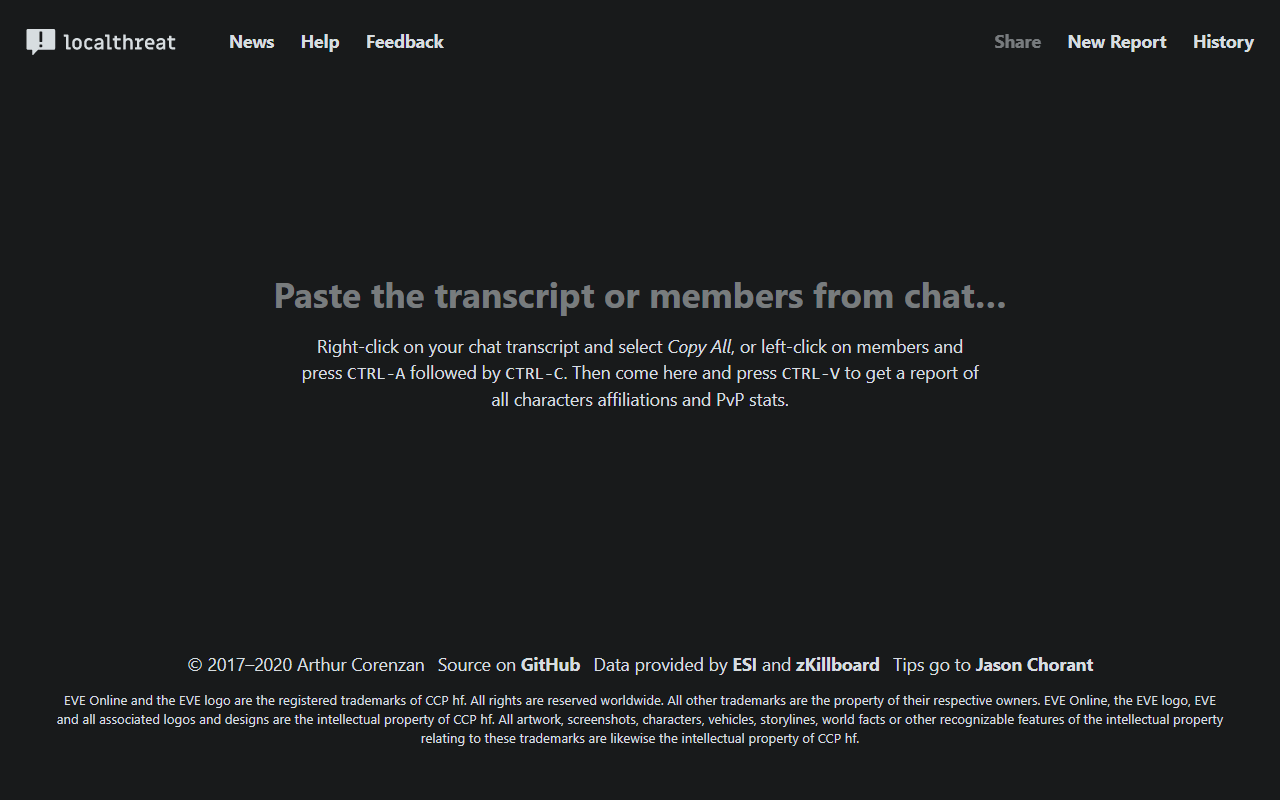 localthreat News Help Feedback Share New Report History
Paste the transcript or members from chat…
Right-click on your chat transcript and select Copy All, or left-click on members and
press CTRL-A followed by CTRL-C. Then come here and press CTRL-V to get a report of
all characters affiliations and PvP stats.
© 2017–2020 Arthur Corenzan Source on GitHub Data provided by ESI and zKillboard Tips go to Jason Chorant
EVE Online and the EVE logo are the registered trademarks of CCP hf. All rights are reserved worldwide. All other trademarks are the property of their respective owners. EVE Online, the EVE logo, EVE
and all associated logos and designs are the intellectual property of CCP hf. All artwork, screenshots, characters, vehicles, storylines, world facts or other recognizable features of the intellectual property
relating to these trademarks are likewise the intellectual property of CCP hf.